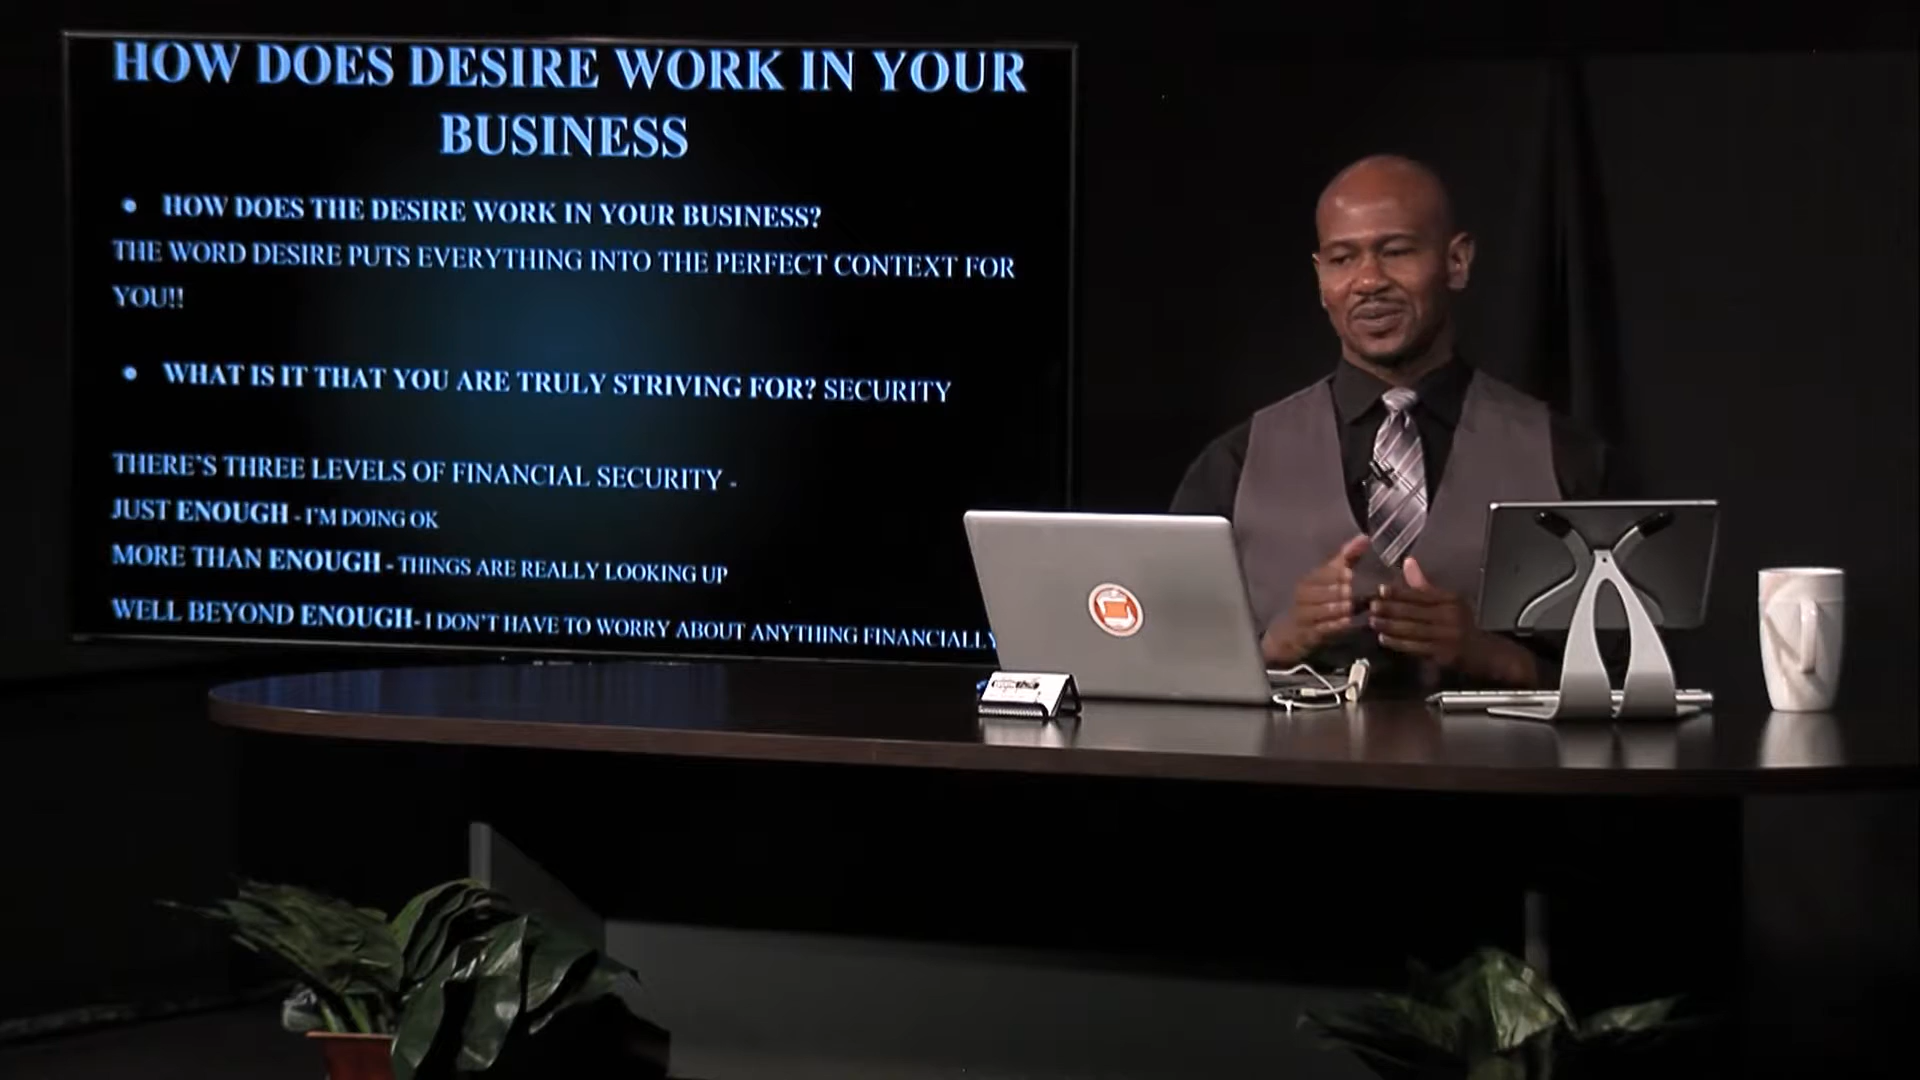 HOW DOES DESIRE WORK IN YOUR
BUSINESS
• HOW DOES THE DESIRE WORK IN YOUR BUSINESS?
THE WORD DESIRE PUTS EVERYTHING INTO THE PERFECT CONTEXT FOR
YOU!!
• WHAT IS IT THAT YOU ARE TRULY STRIVING FOR? SECURITY
THERE'S THREE LEVELS OF FINANCIAL SECURITY -
JUST ENOUGH - I'M DOING OK
MORE THAN ENOUGH - THINGS ARE REALLY LOOKING UP
WELL BEYOND ENOUGH- I DON'T HAVE TO WORRY ABOUT ANYTHING FINANCIALLY